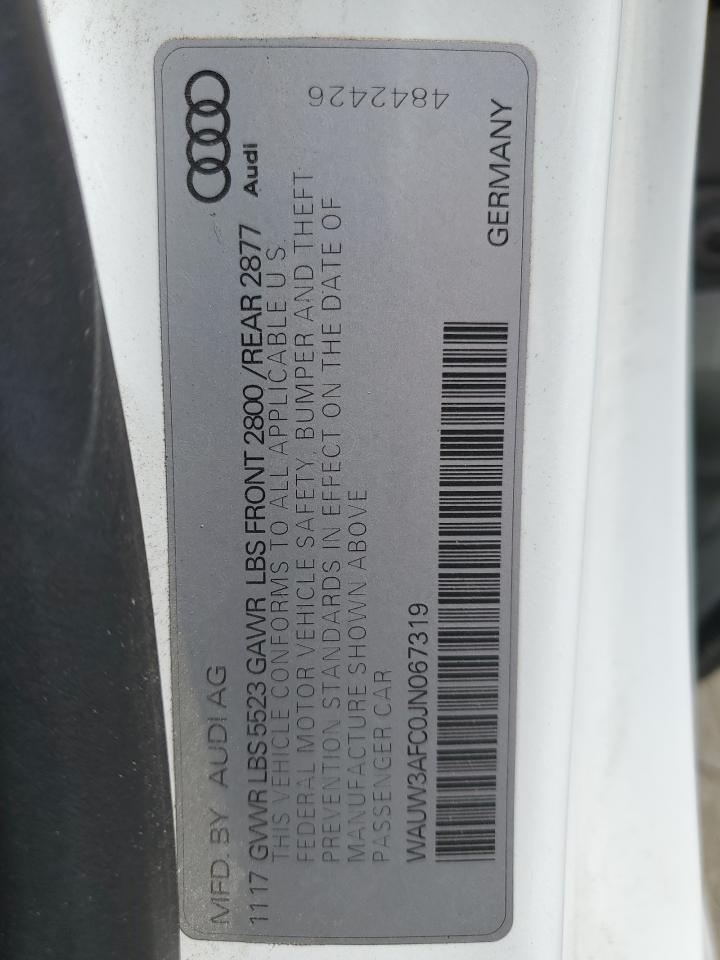 MFD. BY AUDI AG
Audi
11 17 GVWR LBS 5523 GAWR LBS FRONT 2800 /REAR 2877
THIS VEHICLE CONFORMS TO ALL APPLICABLE U S.
FEDERAL MOTOR VEHICLE SAFETY, BUMPER AND THEFT
PREVENTION STANDARDS IN EFFECT ON THE DATE OF
MANUFACTURE SHOWN ABOVE
PASSENGER CAR
4842426
WAUW3AFC0JN067319
GERMANY